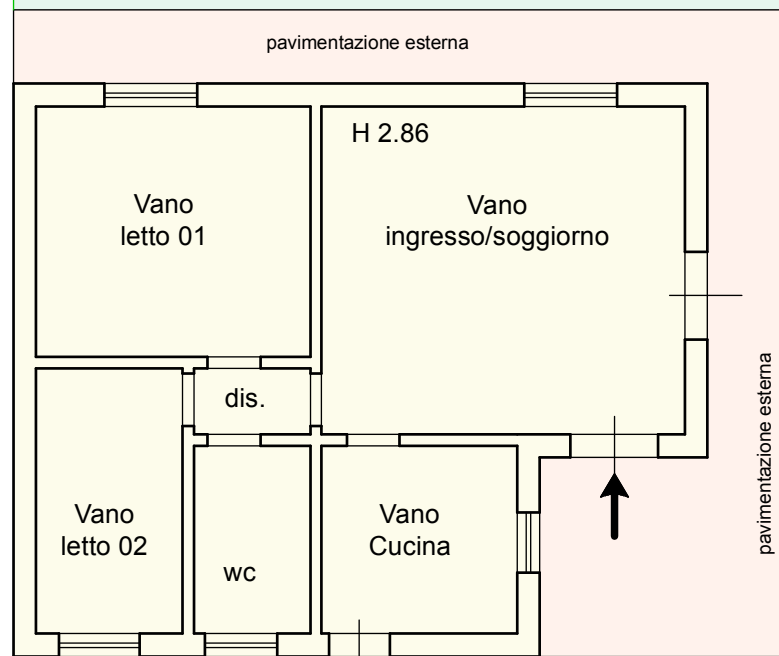 pavimentazione esterna
H 2.86
Vano
letto 01
Vano
ingresso/soggiorno
dis.
pavimentazione esterna
Vano
letto 02
wc
Vano
Cucina